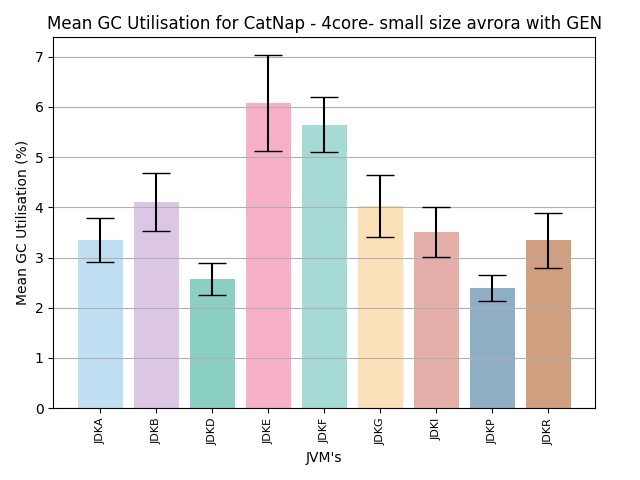 Mean GC Utilisation for CatNap - 4core- small size avrora with GEN
Mean GC Utilisation (%)
7
6
5
4
3
2
1
0
JDKA
JDKB
JDKD
JDKE
JDKF
JDKG
JDKI
JDKP
JDKR
JVM's